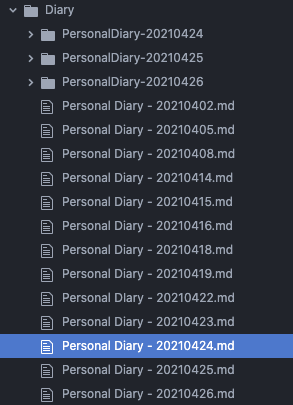 Diary
PersonalDiary-20210424
PersonalDiary-20210425
PersonalDiary-20210426
Personal Diary - 20210402.md
Personal Diary - 20210405.md
Personal Diary - 20210408.md
Personal Diary - 20210414.md
Personal Diary - 20210415.md
Personal Diary - 20210416.md
Personal Diary - 20210418.md
Personal Diary - 20210419.md
Personal DIary - 20210422.md
Personal Diary - 20210423.md
Personal Diary - 20210424.md
Personal Diary - 20210425.md
Personal Diary - 20210426.md